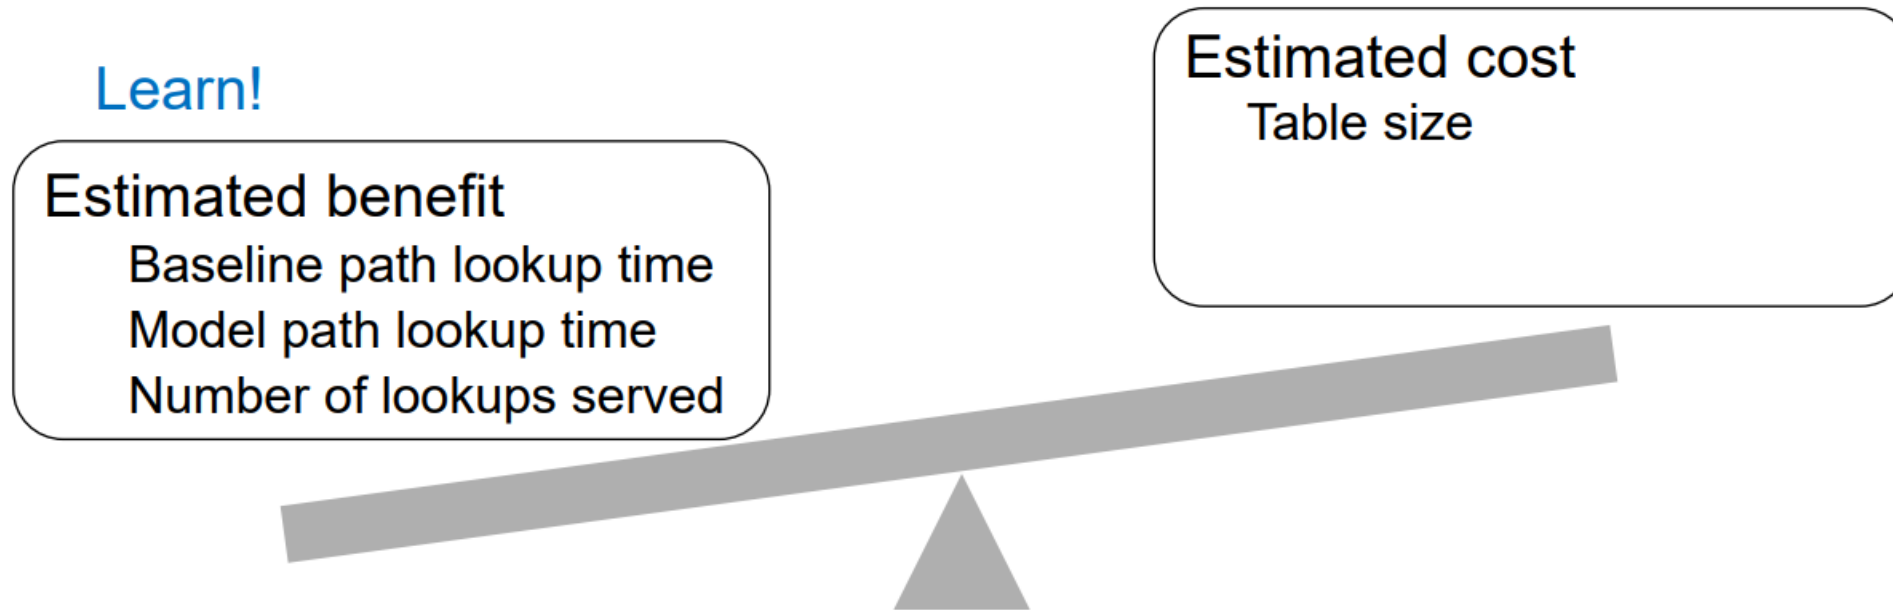 Learn!
Estimated benefit
Baseline path lookup time
Model path lookup time
Number of lookups served
Estimated cost
Table size